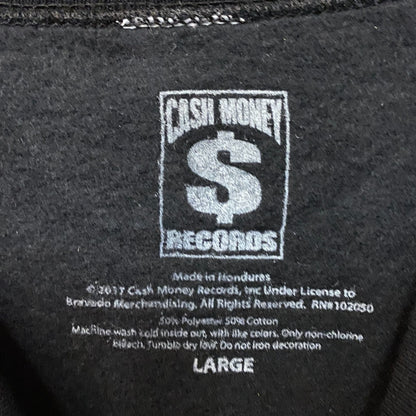 CASH MONEY
$
RECORDS
Made in Honduras
© 2017 Cash Money Records, Inc Under License to
Bravado Merchandising. All Rights Reserved. RN#102050
50% Polyester 50% Cotton
Machine wash cold inside out, with like colors. Only non-chlorine
bleach. Tumble dry low. Do not iron decoration
LARGE